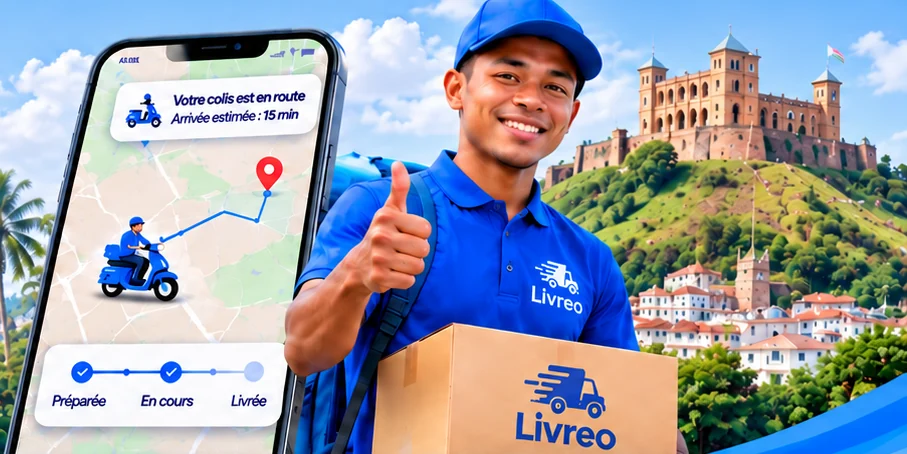 Votre colis est en route
Arrivée estimée : 15 min
Préparée
En cours
Livrée
Livreo
Livreo